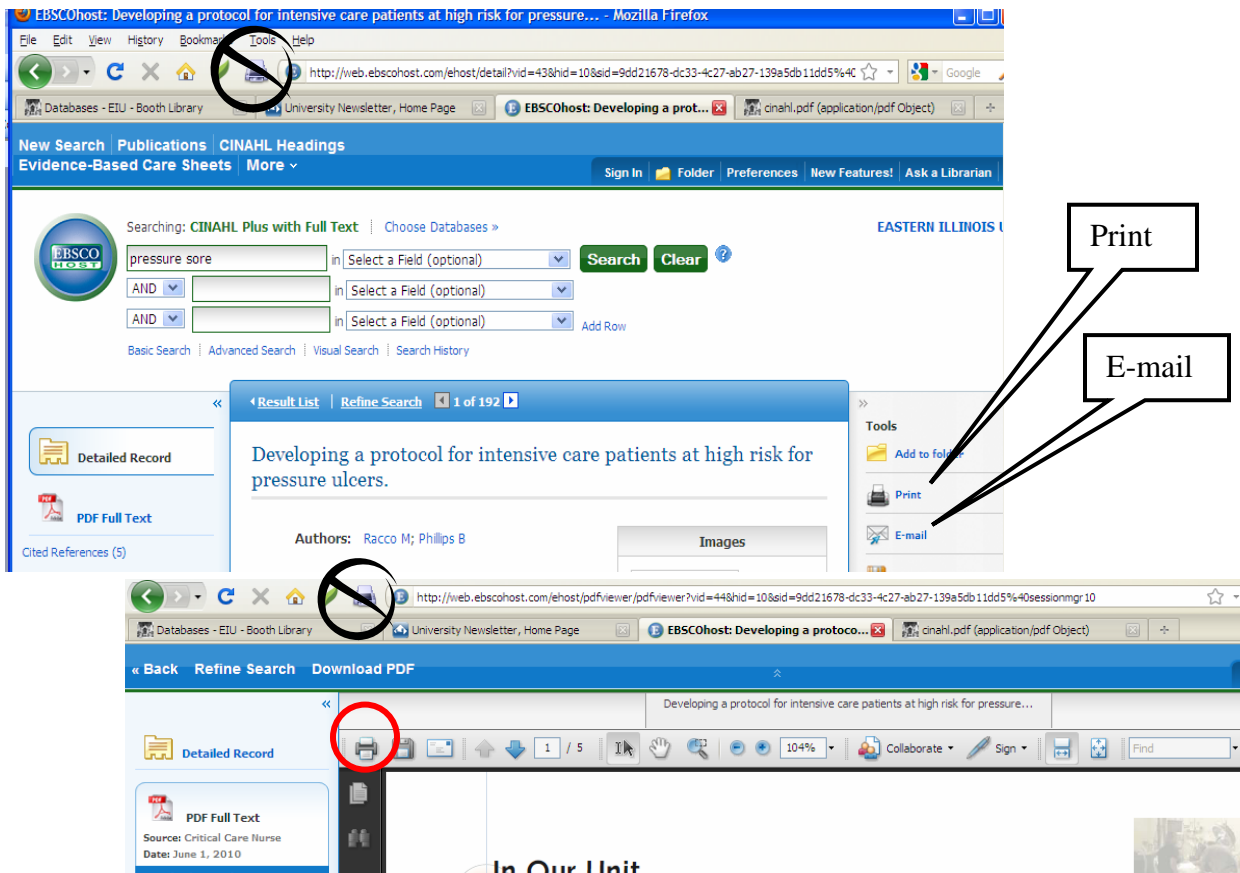 EBSCOhost: Developing a protocol for intensive care patients at high risk for pressure... - Mozilla Firefox
File Edit View History Bookmar Tools Help
http://web.ebscohost.com/ehost/detail?vid=43&hid=10&sid=9dd21678-dc33-4c27-ab27-139a5db11dd5%4C Google
Databases - EIU - Booth Library University Newsletter, Home Page EBSCOhost: Developing a prot... cinahl.pdf (application/pdf Object)
New Search Publications CINAHL Headings
Evidence-Based Care Sheets More
Sign In Folder Preferences New Features! Ask a Librarian
Searching: CINAHL Plus with Full Text Choose Databases »
EASTERN ILLINOIS U
EBSCO
HOST
pressure sore in Select a Field (optional) Search Clear ?
AND in Select a Field (optional)
AND in Select a Field (optional) Add Row
Basic Search Advanced Search Visual Search Search History
Print
E-mail
« Result List Refine Search 1 of 192
»
Tools
Detailed Record
Developing a protocol for intensive care patients at high risk for
pressure ulcers.
Add to folder
Print
PDF Full Text
Authors: Racco M; Phillips B
Images
E-mail
Cited References (5)
http://web.ebscohost.com/ehost/pdfviewer/pdfviewer?vid=44&hid=10&sid=9dd21678-dc33-4c27-ab27-139a5db11dd5%40sessionmgr10
Databases - EIU - Booth Library University Newsletter, Home Page EBSCOhost: Developing a protoco... cinahl.pdf (application/pdf Object)
« Back Refine Search Download PDF
«
Developing a protocol for intensive care patients at high risk for pressure...
Detailed Record
1 / 5 104% Collaborate Sign Find
PDF Full Text
Source: Critical Care Nurse
Date: June 1, 2010
In Our Unit